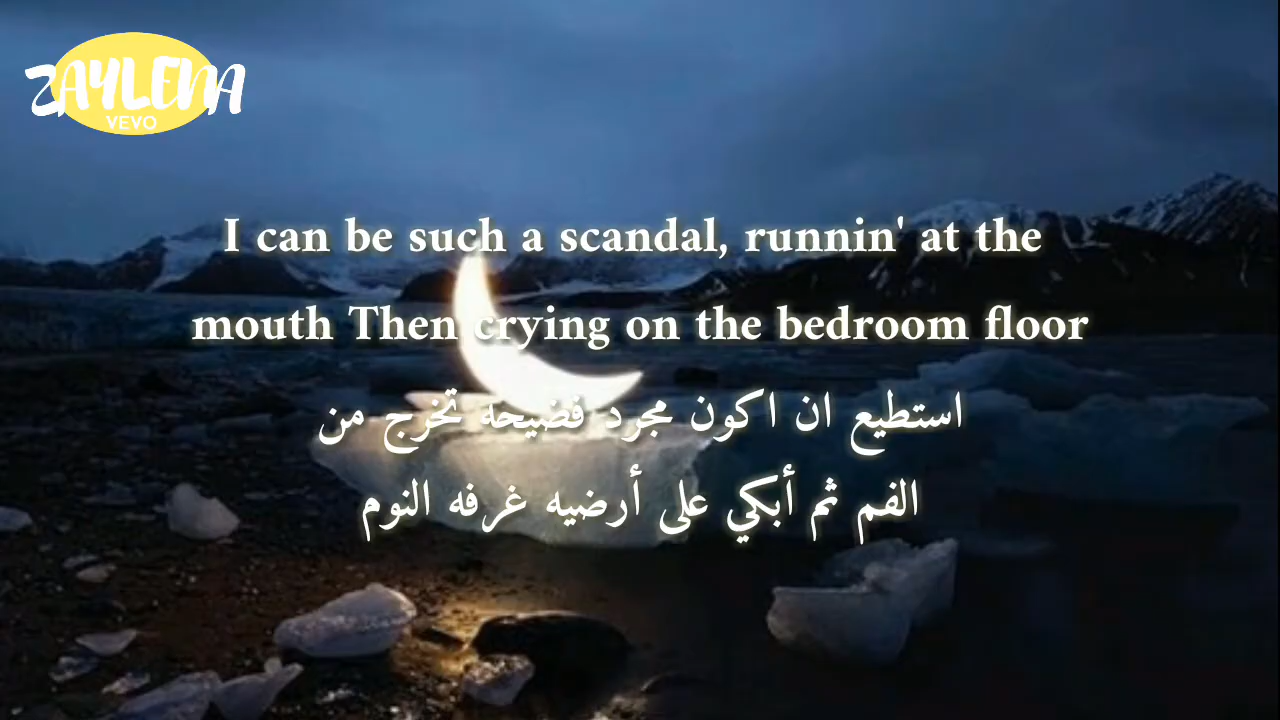 ZAYLENA
VEVO
I can be such a scandal, runnin' at the
mouth Then crying on the bedroom floor
استطيع ان اكون مجرد فضيحه تخرج من
الفم ثم أبكي على أرضيه غرفه النوم